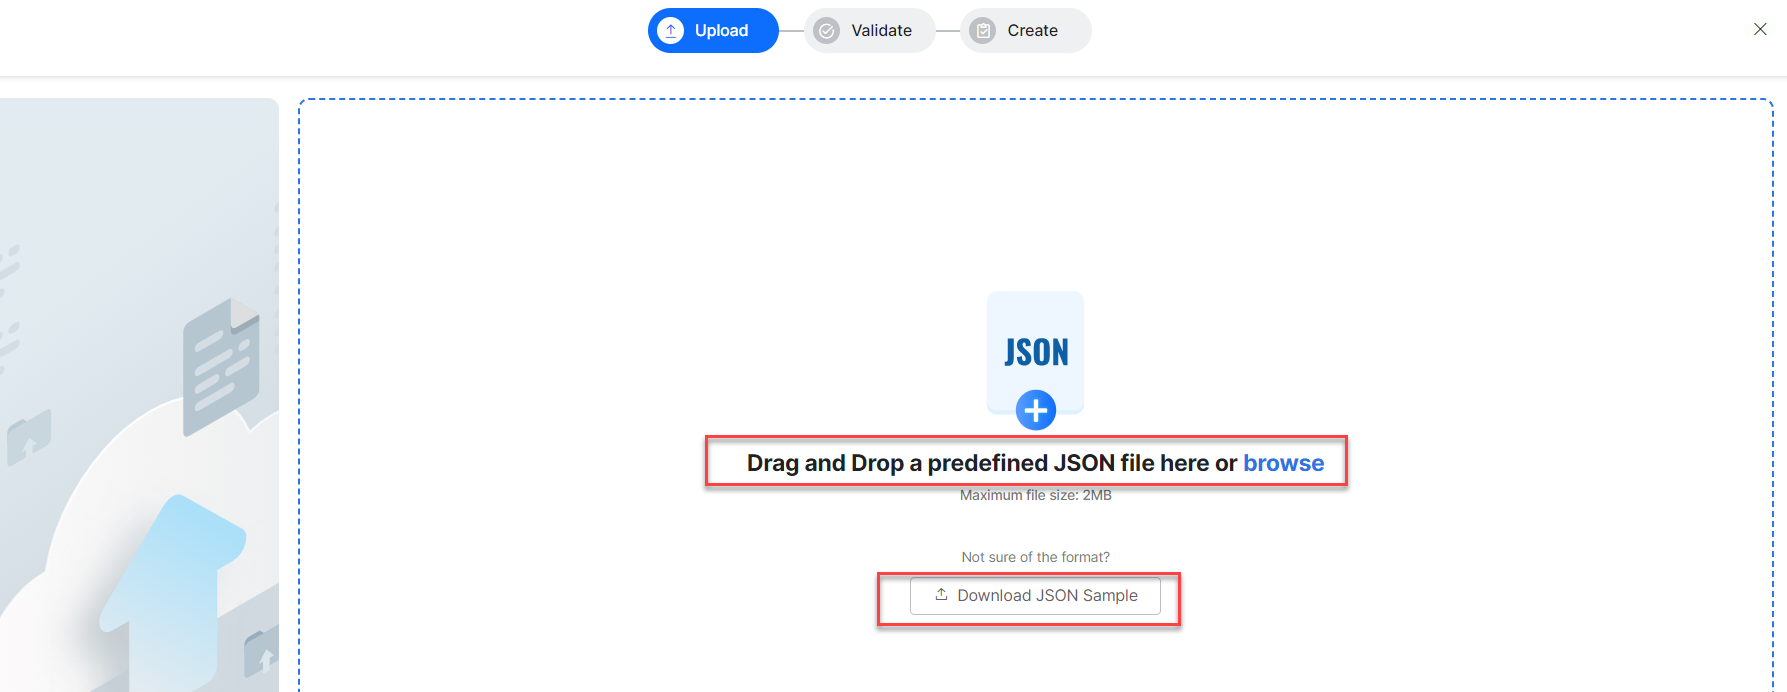 Upload
Validate
Create
JSON
Drag and Drop a predefined JSON file here or browse
Maximum file size: 2MB
Not sure of the format?
Download JSON Sample